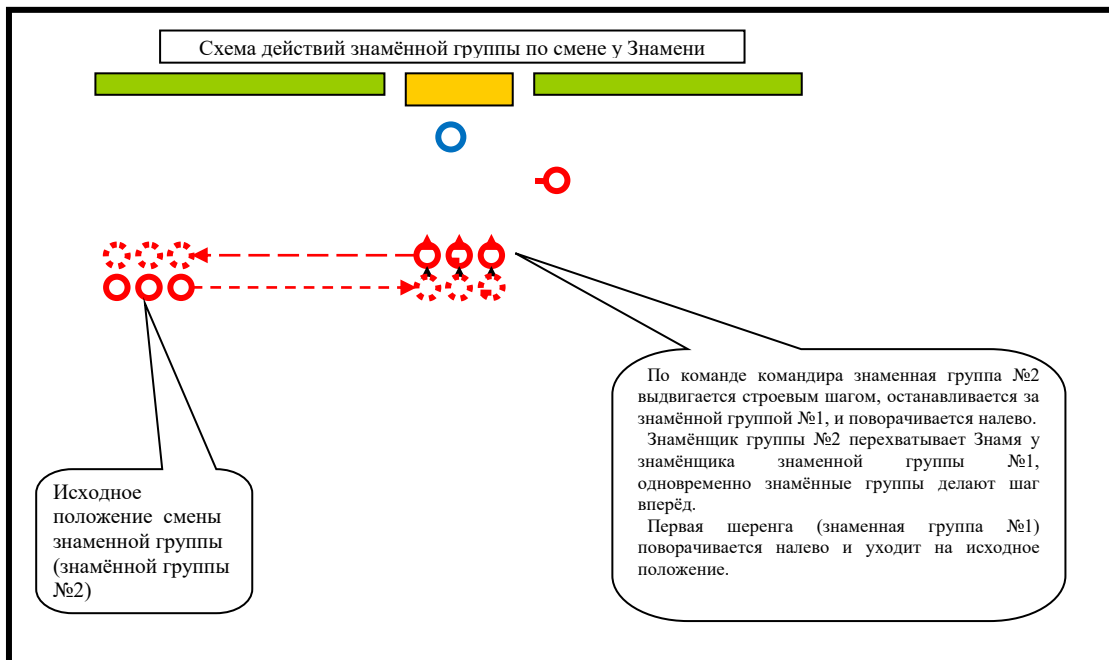 Схема действий знамённой группы по смене у Знамени
По команде командира знаменная группа №2
выдвигается строевым шагом, останавливается за
знамённой группой №1, и поворачивается налево.
Знамёнщик группы №2 перехватывает Знамя у
знамёнщика знаменной группы №1,
одновременно знамённые группы делают шаг
вперёд.
Первая шеренга (знаменная группа №1)
поворачивается налево и уходит на исходное
положение.
Исходное
положение смены
знаменной группы
(знамённой группы
№2)